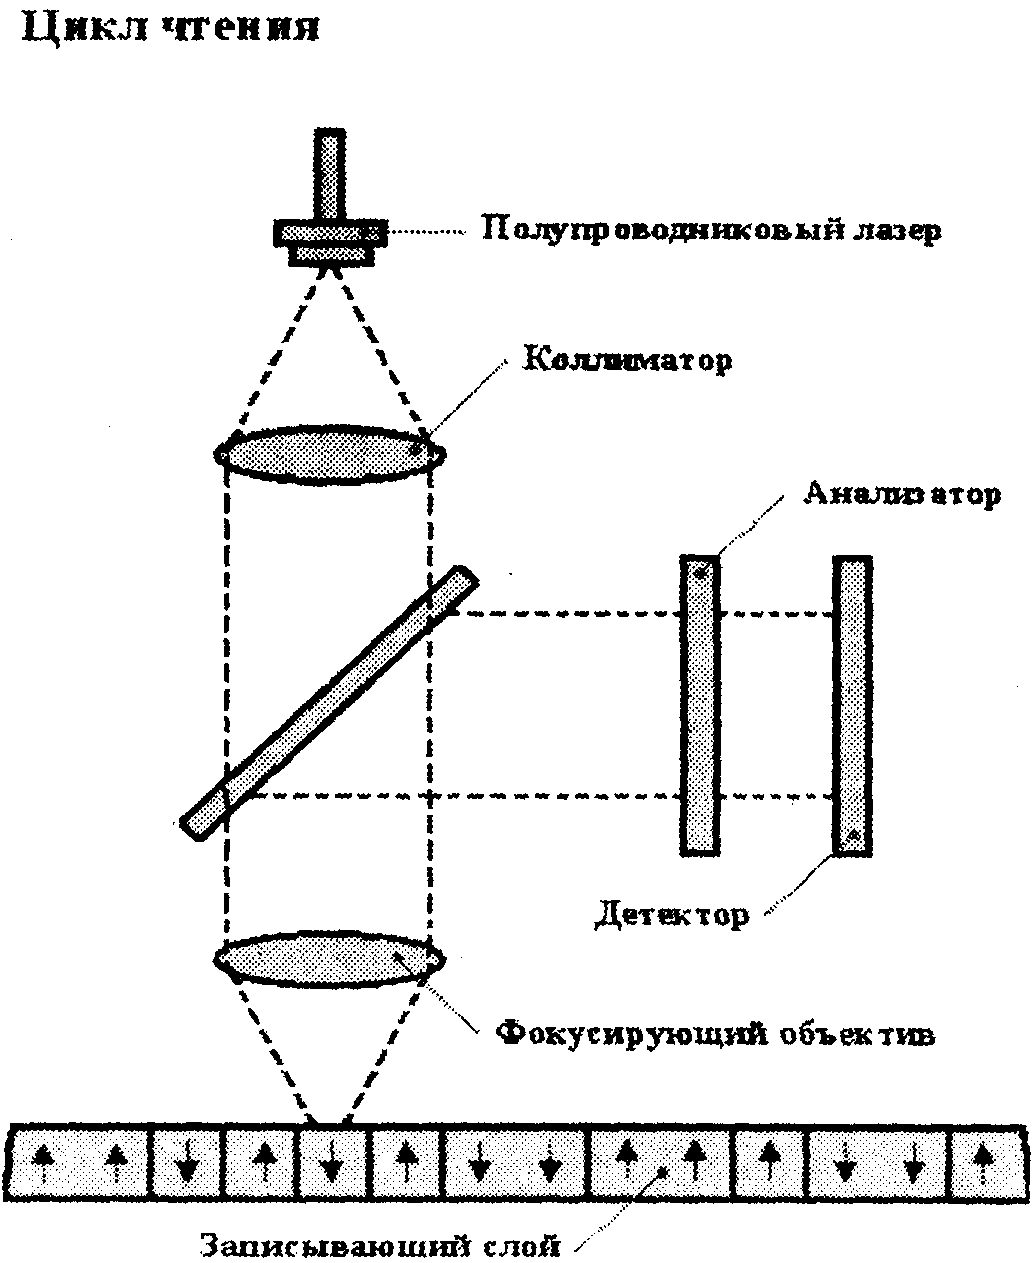 Цикл чтения
Полупроводниковый лазер
Коллиматор
Анализатор
Детектор
Фокусирующий объектив
Записывающий слой